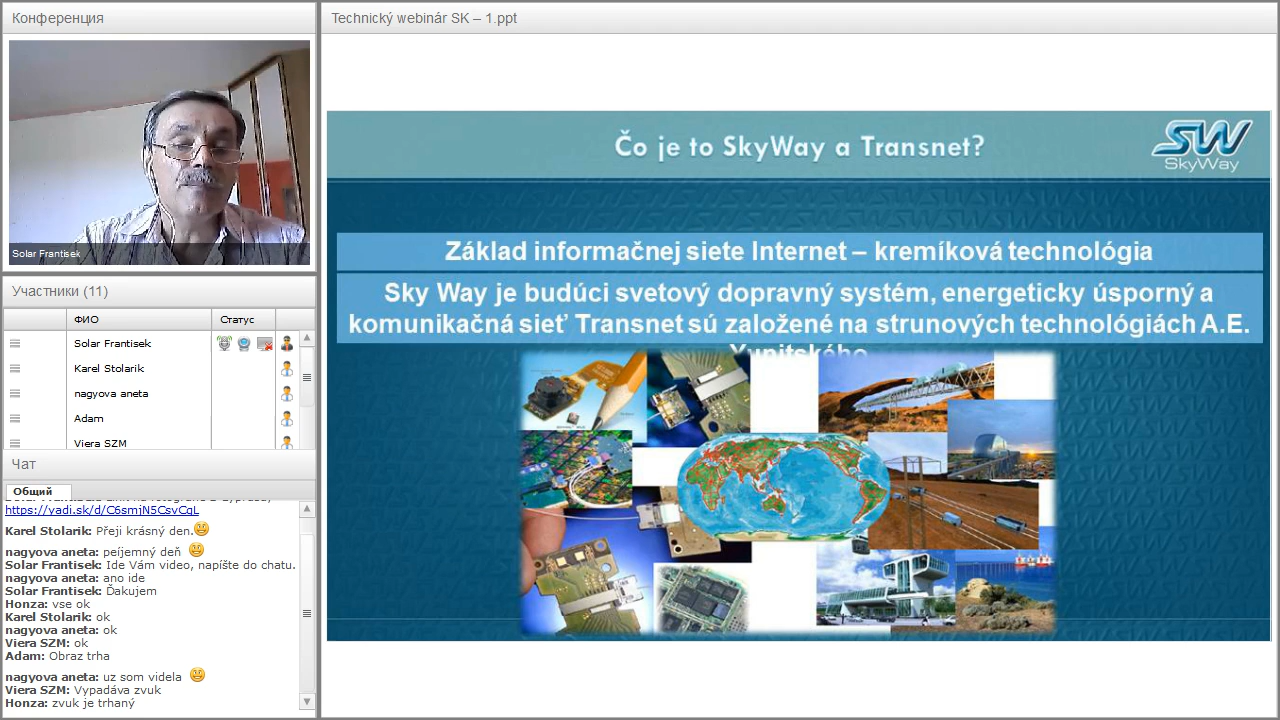 Конференция
Solar Frantisek
Участники (11)
ФИО
Статус
Solar Frantisek
Karel Stolarik
nagyova aneta
Adam
Viera SZM
Чат
Общий
https://yadi.sk/d/C6smjN5CsvCqL
Karel Stolarik: Přeji krásný den.
nagyova aneta: peijemný deň
Solar Frantisek: Ide Vám video, napíšte do chatu.
nagyova aneta: ano ide
Solar Frantisek: Ďakujem
Honza: vse ok
Karel Stolarik: ok
nagyova aneta: ok
Viera SZM: ok
Adam: Obraz trha
nagyova aneta: uz som videla
Viera SZM: Vypadáva zvuk
Honza: zvuk je trhaný
Technický webinár SK – 1.ppt
Čo je to SkyWay a Transnet?
SW
SkyWay
Základ informačnej siete Internet – kremíková technológia
Sky Way je budúci svetový dopravný systém, energeticky úsporný a
komunikačná sieť Transnet sú založené na strunových technológiách A.E.
Yunitského